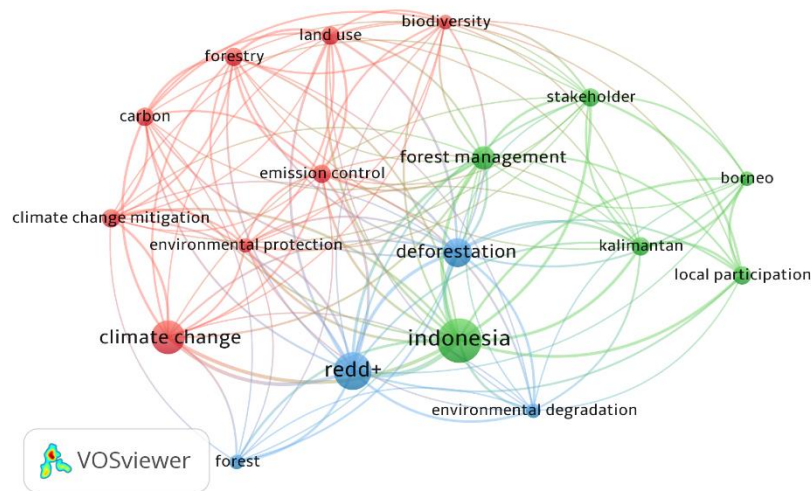 biodiversity
land use
forestry
stakeholder
carbon
forest management
emission control
borneo
climate change mitigation
environmental protection
deforestation
kalimantan
local participation
climate change
indonesia
redd+
environmental degradation
forest
VOSviewer